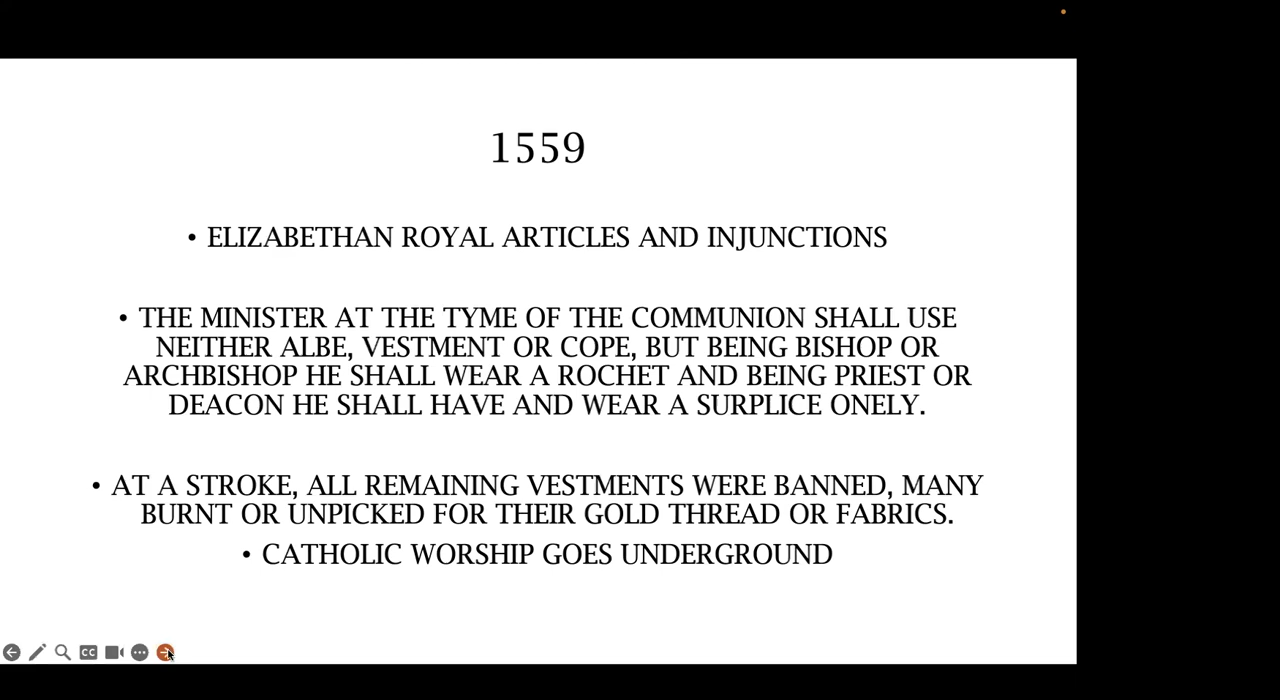 1559
• ELIZABETHAN ROYAL ARTICLES AND INJUNCTIONS
• THE MINISTER AT THE TYME OF THE COMMUNION SHALL USE
NEITHER ALBE, VESTMENT OR COPE, BUT BEING BISHOP OR
ARCHBISHOP HE SHALL WEAR A ROCHET AND BEING PRIEST OR
DEACON HE SHALL HAVE AND WEAR A SURPLICE ONELY.
• AT A STROKE, ALL REMAINING VESTMENTS WERE BANNED, MANY
BURNT OR UNPICKED FOR THEIR GOLD THREAD OR FABRICS.
• CATHOLIC WORSHIP GOES UNDERGROUND
CC